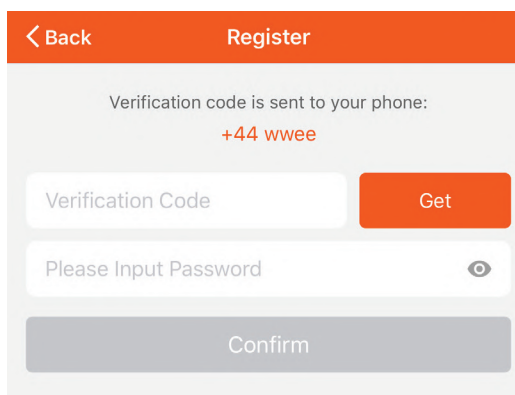 Back
Register
Verification code is sent to your phone:
+44 wwee
Verification Code
Get
Please Input Password
Confirm